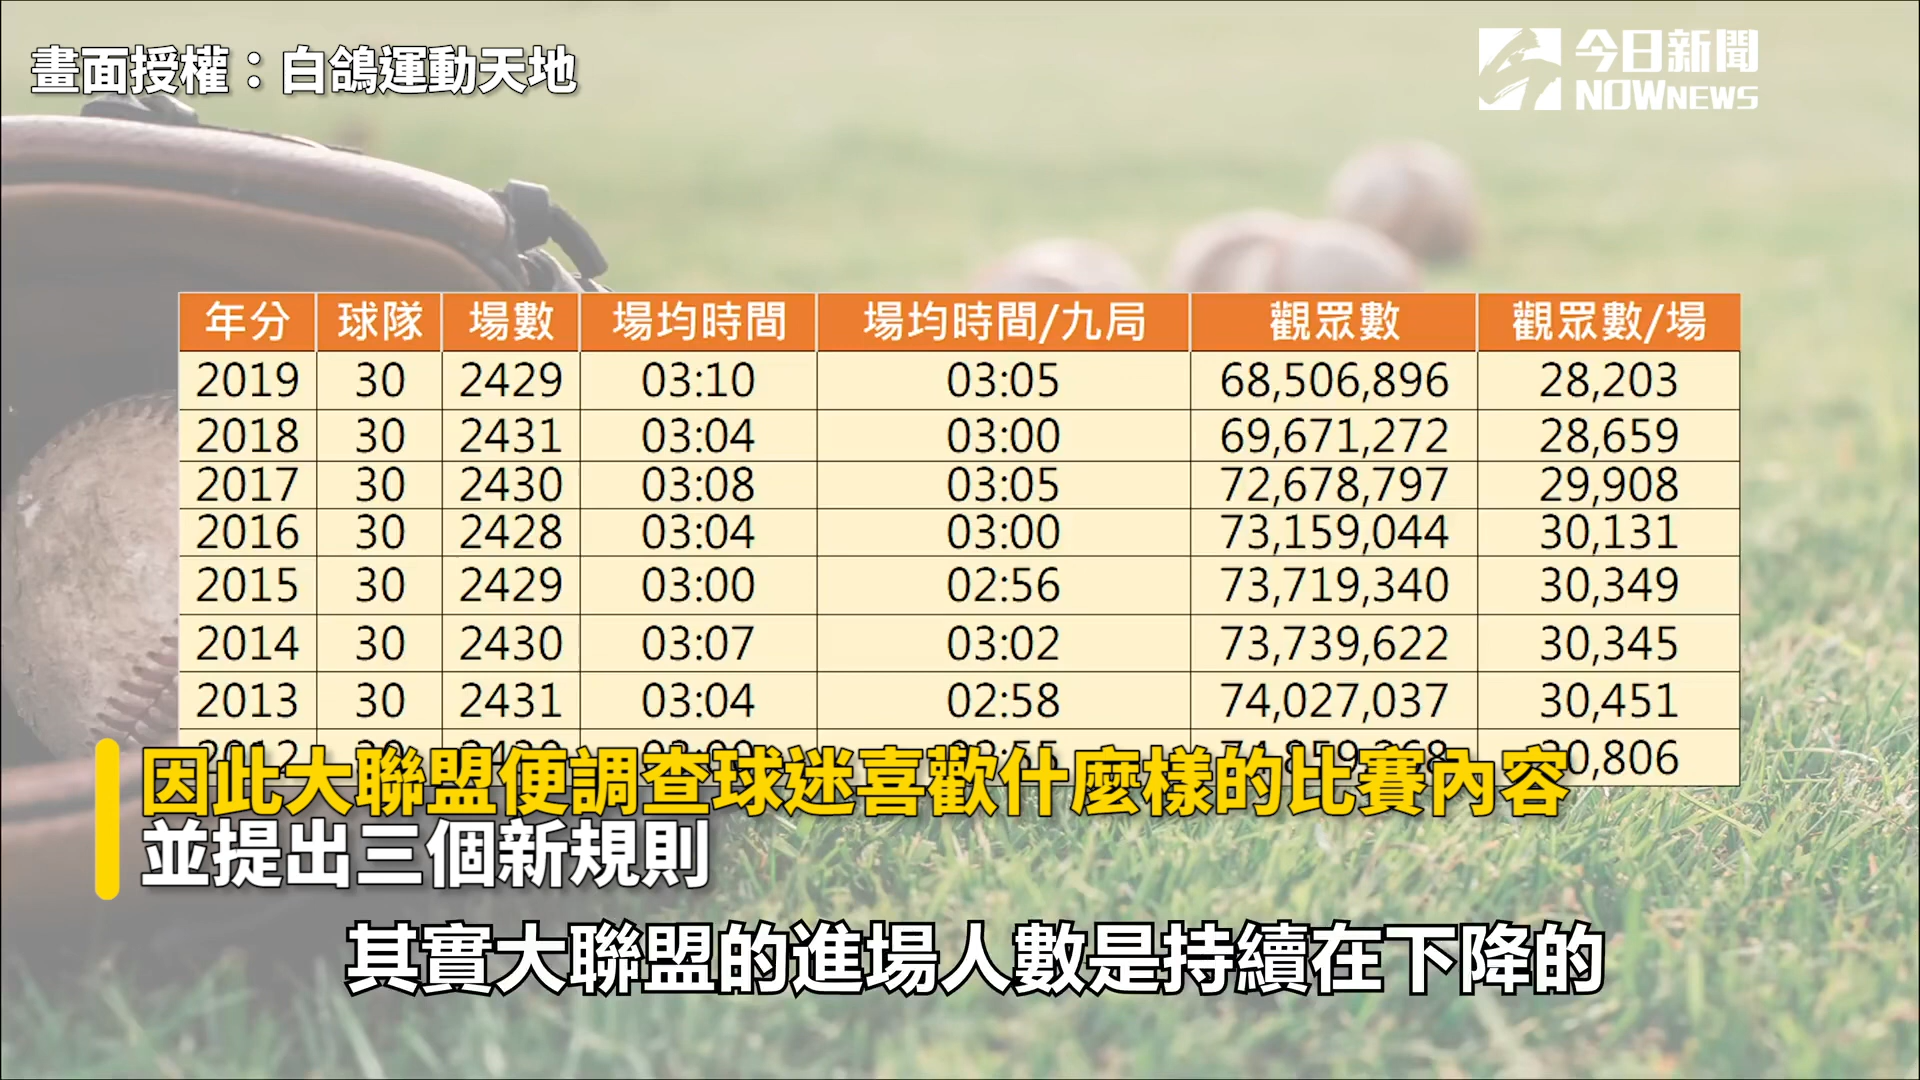 畫面授權：白鴿運動天地
今日新聞
NOWNEWS
年分 球隊 場數 場均時間 場均時間/九局 觀眾數 觀眾數/場
2019 30 2429 03:10 03:05 68,506,896 28,203
2018 30 2431 03:04 03:00 69,671,272 28,659
2017 30 2430 03:08 03:05 72,678,797 29,908
2016 30 2428 03:04 03:00 73,159,044 30,131
2015 30 2429 03:00 02:56 73,719,340 30,349
2014 30 2430 03:07 03:02 73,739,622 30,345
2013 30 2431 03:04 02:58 74,027,037 30,451
2012 30 30,806
因此大聯盟便調查球迷喜歡什麼樣的比賽內容
並提出三個新規則
其實大聯盟的進場人數是持續在下降的